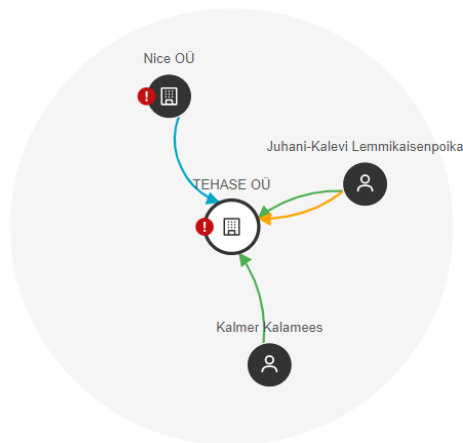 Nice OÜ
Juhani-Kalevi Lemmikaisenpoika
TEHASE OÜ
Kalmer Kalamees